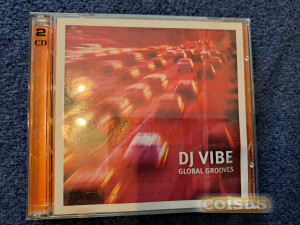 2
CD
DJ VIBE
GLOBAL GROOVES
coisas